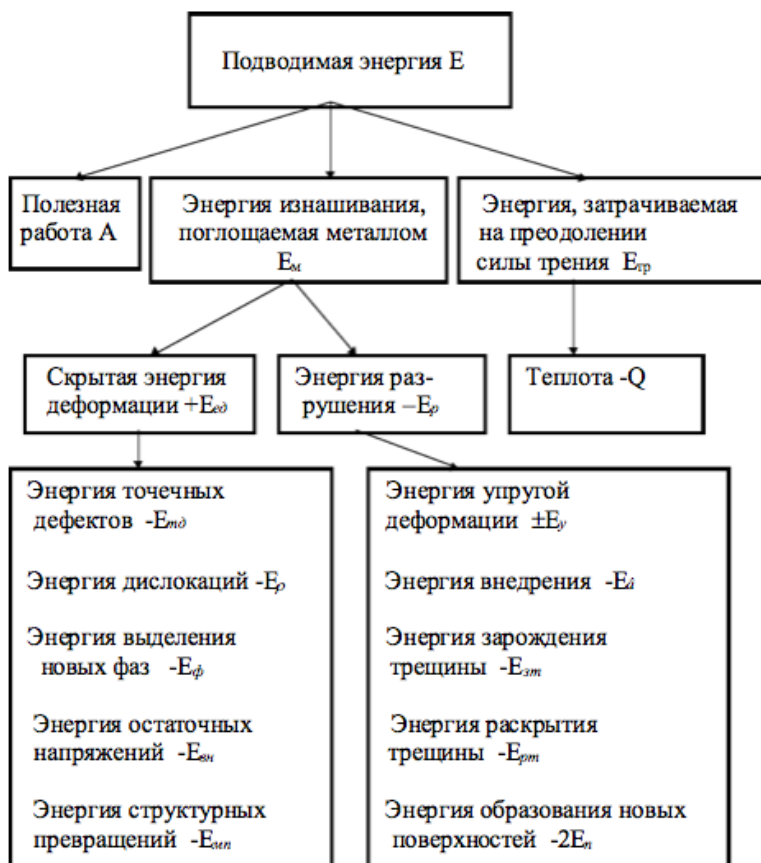 Подводимая энергия Е
Полезная
работа А
Энергия изнашивания,
поглощаемая металлом
Ем
Энергия, затрачиваемая
на преодолении
силы трения Етр
Скрытая энергия
деформации +Еед
Энергия раз-
рушения –Ер
Теплота -Q
Энергия точечных
дефектов -Етд
Энергия дислокаций -Ер
Энергия выделения
новых фаз -Еф
Энергия остаточных
напряжений -Евн
Энергия структурных
превращений -Емп
Энергия упругой
деформации ±Еу
Энергия внедрения -Ей
Энергия зарождения
трещины -Езт
Энергия раскрытия
трещины -Ерт
Энергия образования новых
поверхностей -2Еп